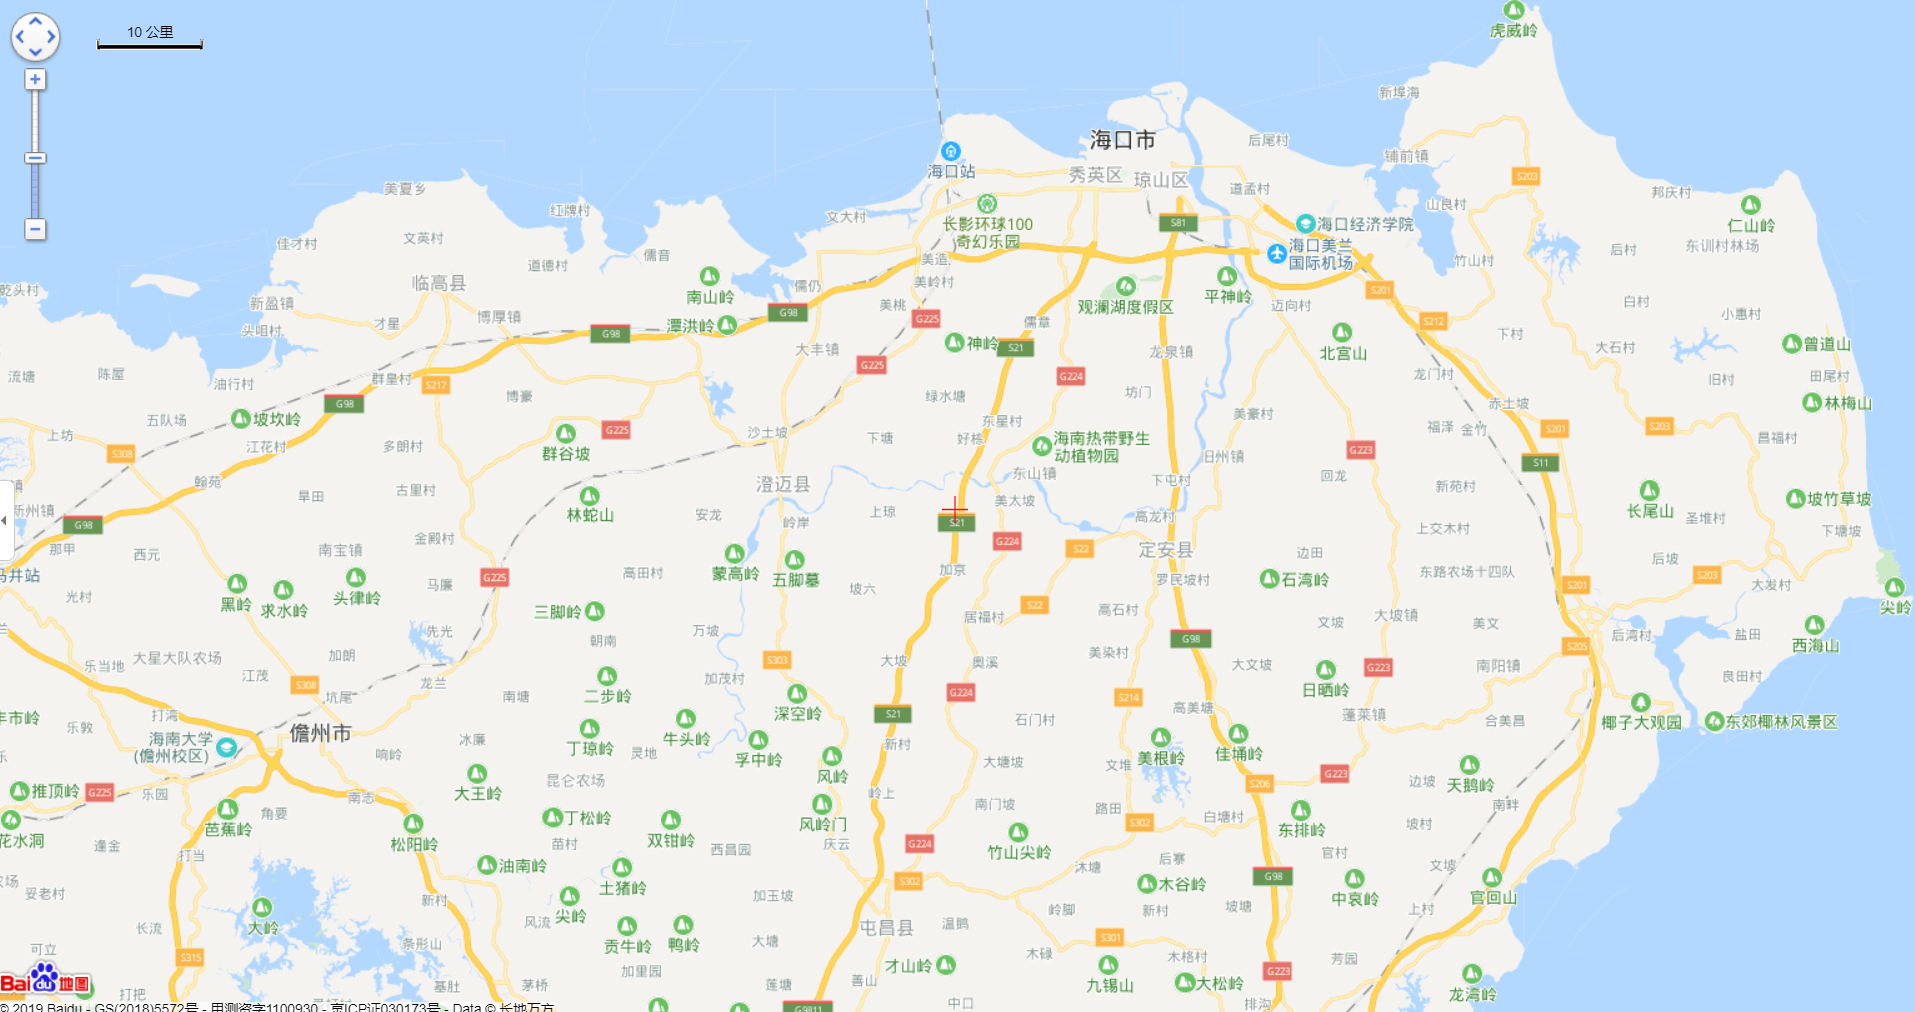 10 公里
虎威岭
新埠海
海口市
后尾村
铺前镇
海口站
秀英区
琼山区
道孟村
S203
邦庆村
美夏乡
红牌村
文大村
长影环球100
奇幻乐园
S81
海口经济学院
山良村
仁山岭
佳才村
文英村
儒音
道德村
美造
海口美兰
国际机场
后村
东训村林场
竹山村
临高县
南山岭
儒仍
美岭村
观澜湖度假区
平神岭
S201
乾头村
新盈镇
头咀村
才星
博厚镇
G98
潭洪岭
G98
美桃
G225
儒章
迈向村
S212
白村
小惠村
下村
大丰镇
神岭
S21
龙泉镇
北宫山
大石村
曾道山
流塘
陈屋
油行村
群皇村
S217
G225
G224
坊门
龙门村
旧村
田尾村
五队场
坡坎岭
G98
博豪
绿水塘
美豪村
赤土坡
林梅山
上坊
江花村
多朗村
G225
群谷坡
沙土坡
下塘
好栋
东星村
海南热带野生
动植物园
福泽
金竹
S201
S203
昌福村
S308
翰苑
旱田
古里村
林蛇山
澄迈县
东山镇
旧州镇
下屯村
G223
回龙
S11
新苑村
长尾山
坡竹草坡
新州镇
G98
那甲
西元
南宝镇
金殿村
安龙
岭岸
上琼
S21
美太坡
高龙村
上交木村
圣堆村
下塘坡
G224
S22
定安县
边田
后坡
马井站
光村
黑岭
求水岭
头律岭
马廉
G225
高田村
蒙高岭
五脚墓
坡六
加京
罗民坡村
石湾岭
东路农场十四队
S201
S203
大发村
尖岭
三脚岭
居福村
S22
高石村
文坡
大坡镇
美文
后湾村
盐田
西海山
乐当地
大星大队农场
加朗
先光
朝南
万坡
大坡
奥溪
美染村
G98
大文坡
G223
南阳镇
S205
良田村
江茂
S308
坑尾
龙兰
南塘
二步岭
加茂村
S303
深空岭
G224
S214
高美塘
日晒岭
蓬莱镇
合美昌
椰子大观园
东郊椰林风景区
丰市岭
乐敦
打湾
海南大学
(儋州校区)
儋州市
响岭
冰廉
丁琼岭
灵地
牛头岭
孚中岭
S21
新村
石门村
美根岭
佳埇岭
推顶岭
G225
乐园
角要
南志
大王岭
昆仑农场
风岭
大塘坡
文堆
S206
G223
边坡
天鹅岭
花水洞
芭蕉岭
松阳岭
丁松岭
双钳岭
风岭门
岭上
南门坡
路田
白塘村
东排岭
坡村
南畔
逢金
打当
苗村
西昌园
庆云
G224
竹山尖岭
S302
后寨
官村
文坡
妥老村
油南岭
土猪岭
加玉坡
S302
沐塘
木谷岭
G98
中哀岭
官回山
长流
大岭
新村
尖岭
风流
贡牛岭
鸭岭
大塘
屯昌县
温鹅
岭脚
新村
坡塘
上村
可立
S315
条形山
加里园
才山岭
木碌
S301
木格村
G223
芳园
打把
基肚
茅桥
莲塘
善山
中口
九锡山
大松岭
排沟
龙湾岭
G9811
Bai du 地图
© 2019 Baidu - GS(2018)5572号 - 甲测资字1100930 - 京ICP证030173号 - Data © 长地万方